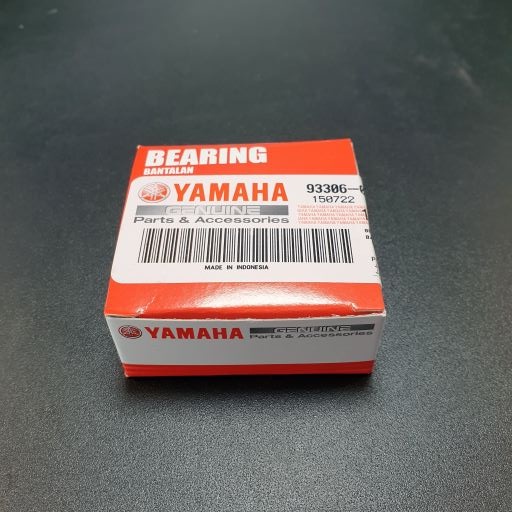 BEARING
BANTALAN
YAMAHA 93306-
GENUINE 150722
Parts & Accessories
MADE IN INDONESIA
YAMAHA GENUINE
Parts & Accessories